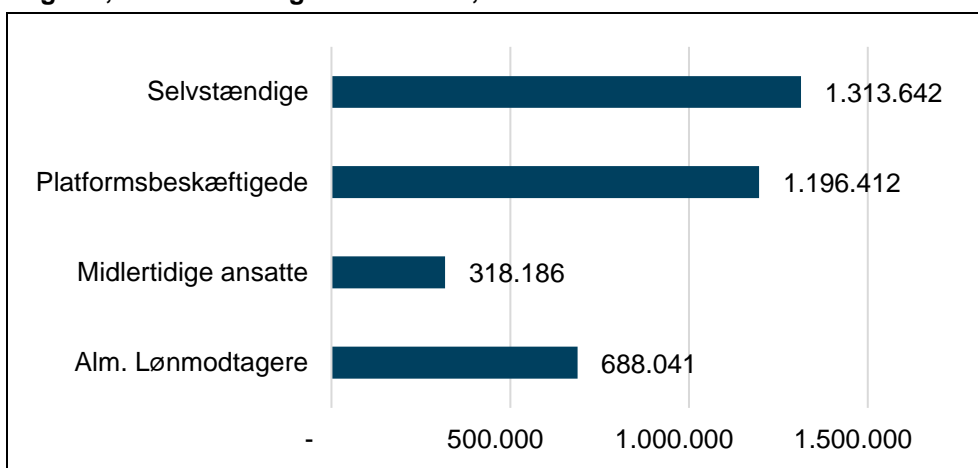 Selvstændige
1.313.642
Platformsbeskæftigede
1.196.412
Midlertidige ansatte
318.186
Alm. Lønmodtagere
688.041
- 500.000 1.000.000 1.500.000